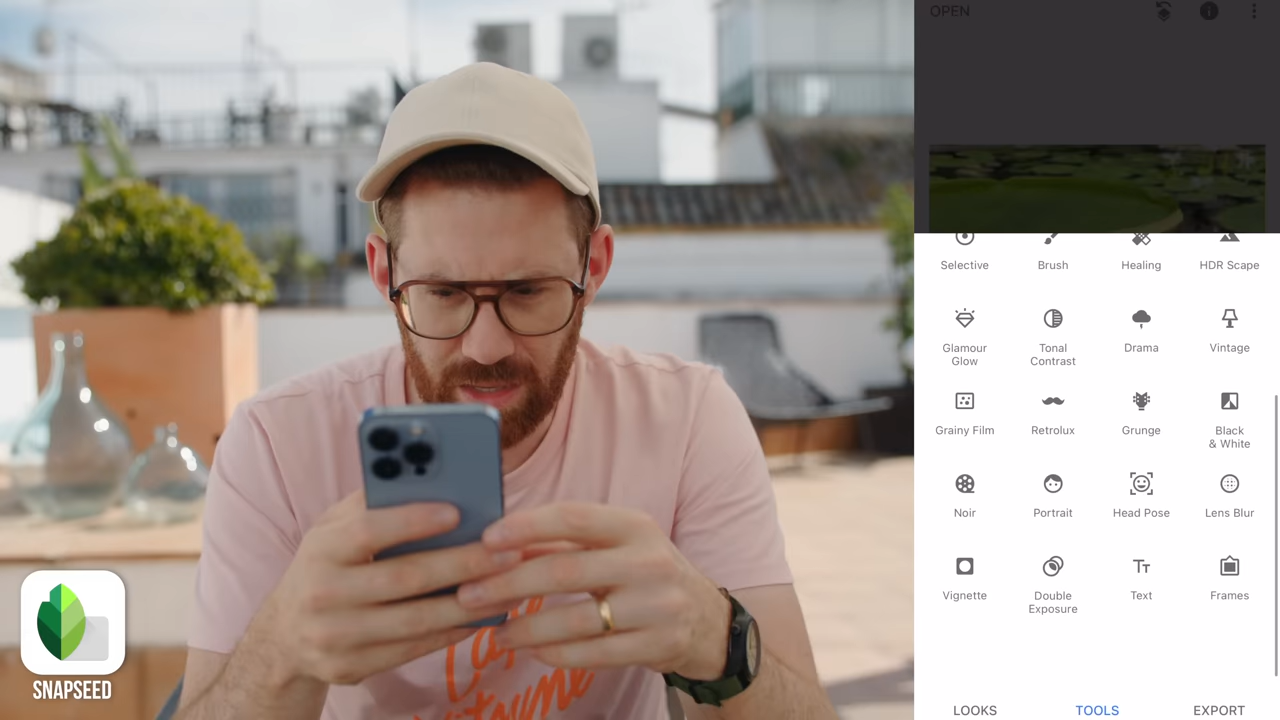 OPEN
Selective
Brush
Healing
HDR Scape
Glamour
Glow
Tonal
Contrast
Drama
Vintage
Grainy Film
Retrolux
Grunge
Black
& White
Noir
Portrait
Head Pose
Lens Blur
Vignette
Double
Exposure
Text
Frames
LOOKS
TOOLS
EXPORT
SNAPSEED